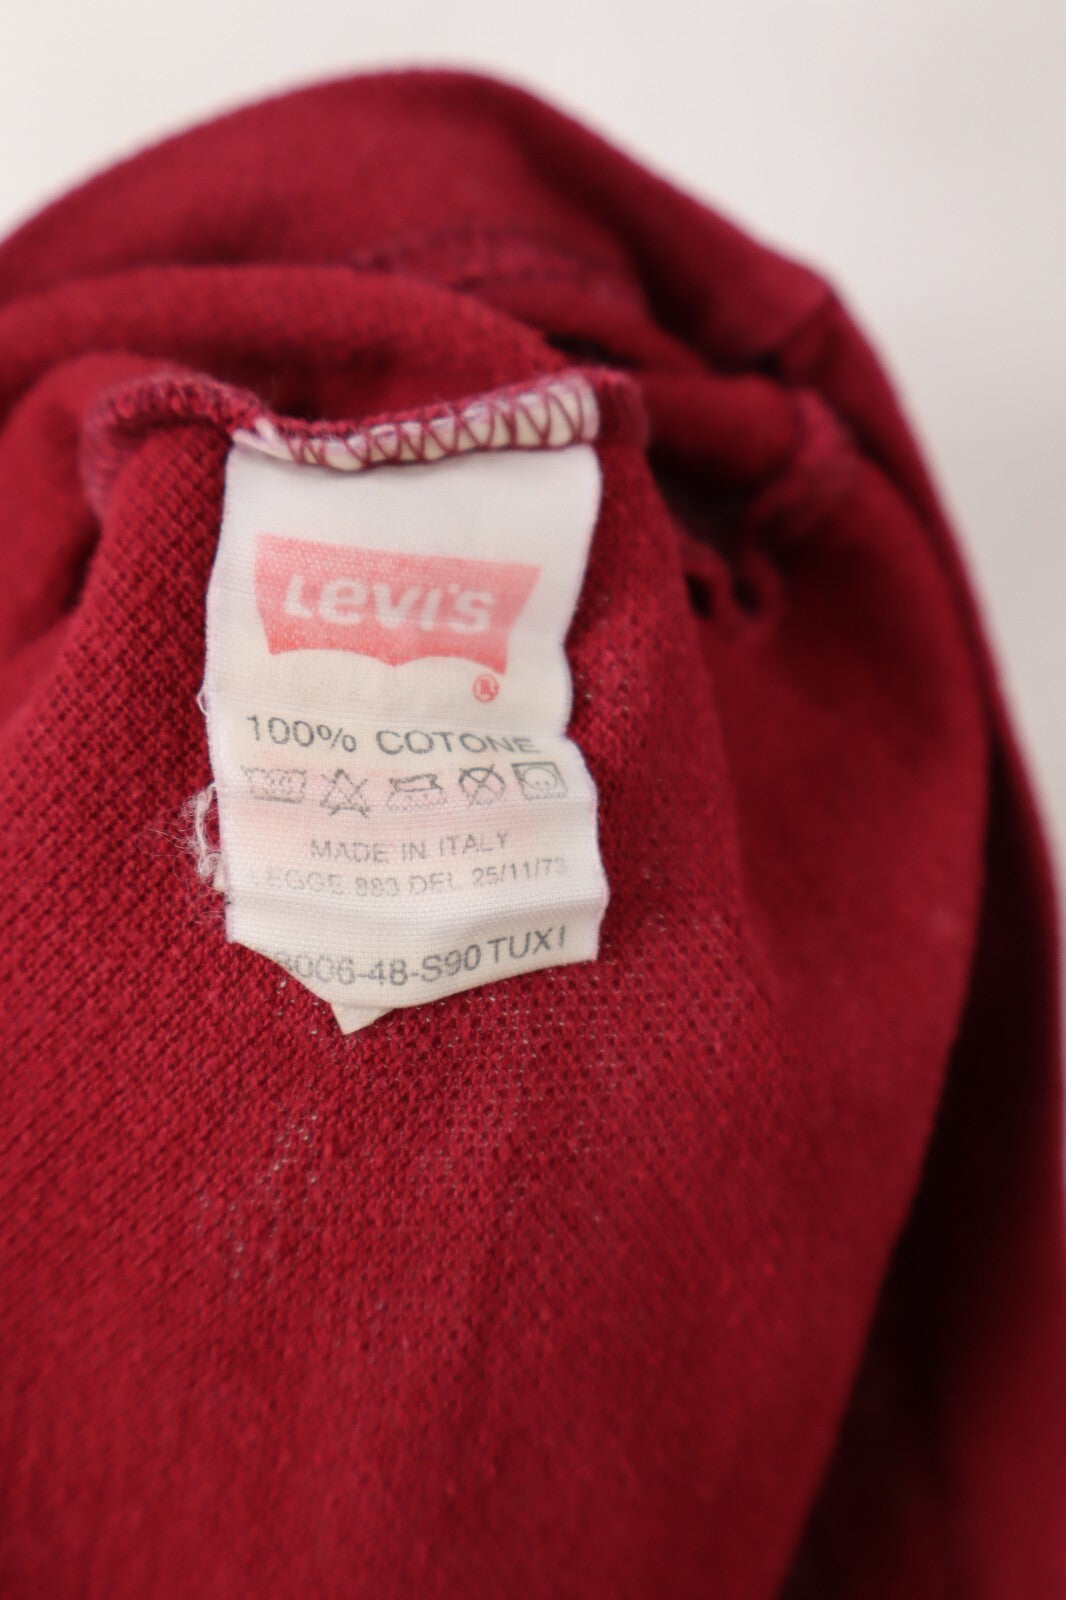 Levi's
®
100% COTONE
MADE IN ITALY
LEGGE 883 DEL 25/11/73
3006-48-S90 TUXI